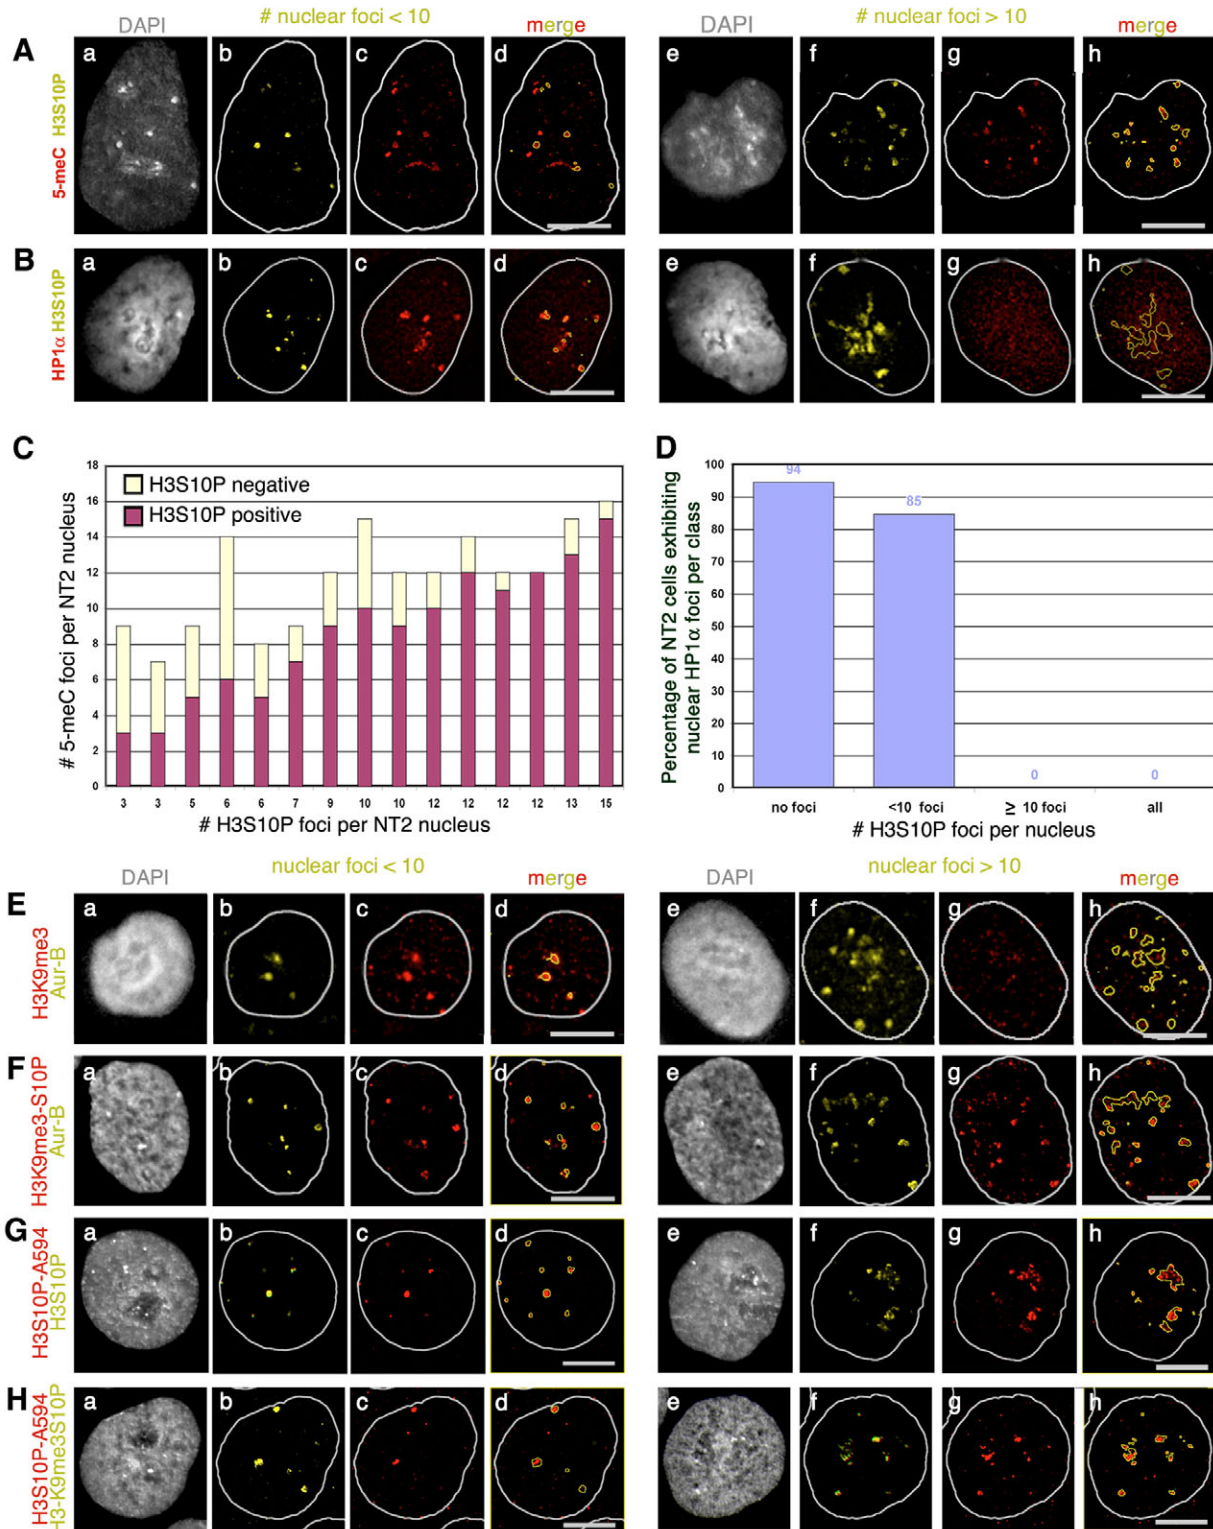 # nuclear foci < 10
# nuclear foci > 10
DAPI
merge
DAPI
merge
A
5-meC H3S10P
a b c d e f g h
B
HP1α H3S10P
a b c d e f g h
C
# 5-meC foci per NT2 nucleus
18
16
14
12
10
8
6
4
2
0
H3S10P negative
H3S10P positive
3 3 5 6 6 7 9 10 10 12 12 12 12 13 15
# H3S10P foci per NT2 nucleus
D
Percentage of NT2 cells exhibiting
nuclear HP1α foci per class
100
90
80
70
60
50
40
30
20
10
0
94
85
0
0
no foci <10 foci ≥ 10 foci all
# H3S10P foci per nucleus
nuclear foci < 10
nuclear foci > 10
DAPI
merge
DAPI
merge
E
H3K9me3
Aur-B
a b c d e f g h
F
H3K9me3-S10P
Aur-B
a b c d e f g h
G
H3S10P-A594
H3S10P
a b c d e f g h
H
H3S10P-A594
H3-K9me3S10P
a b c d e f g h